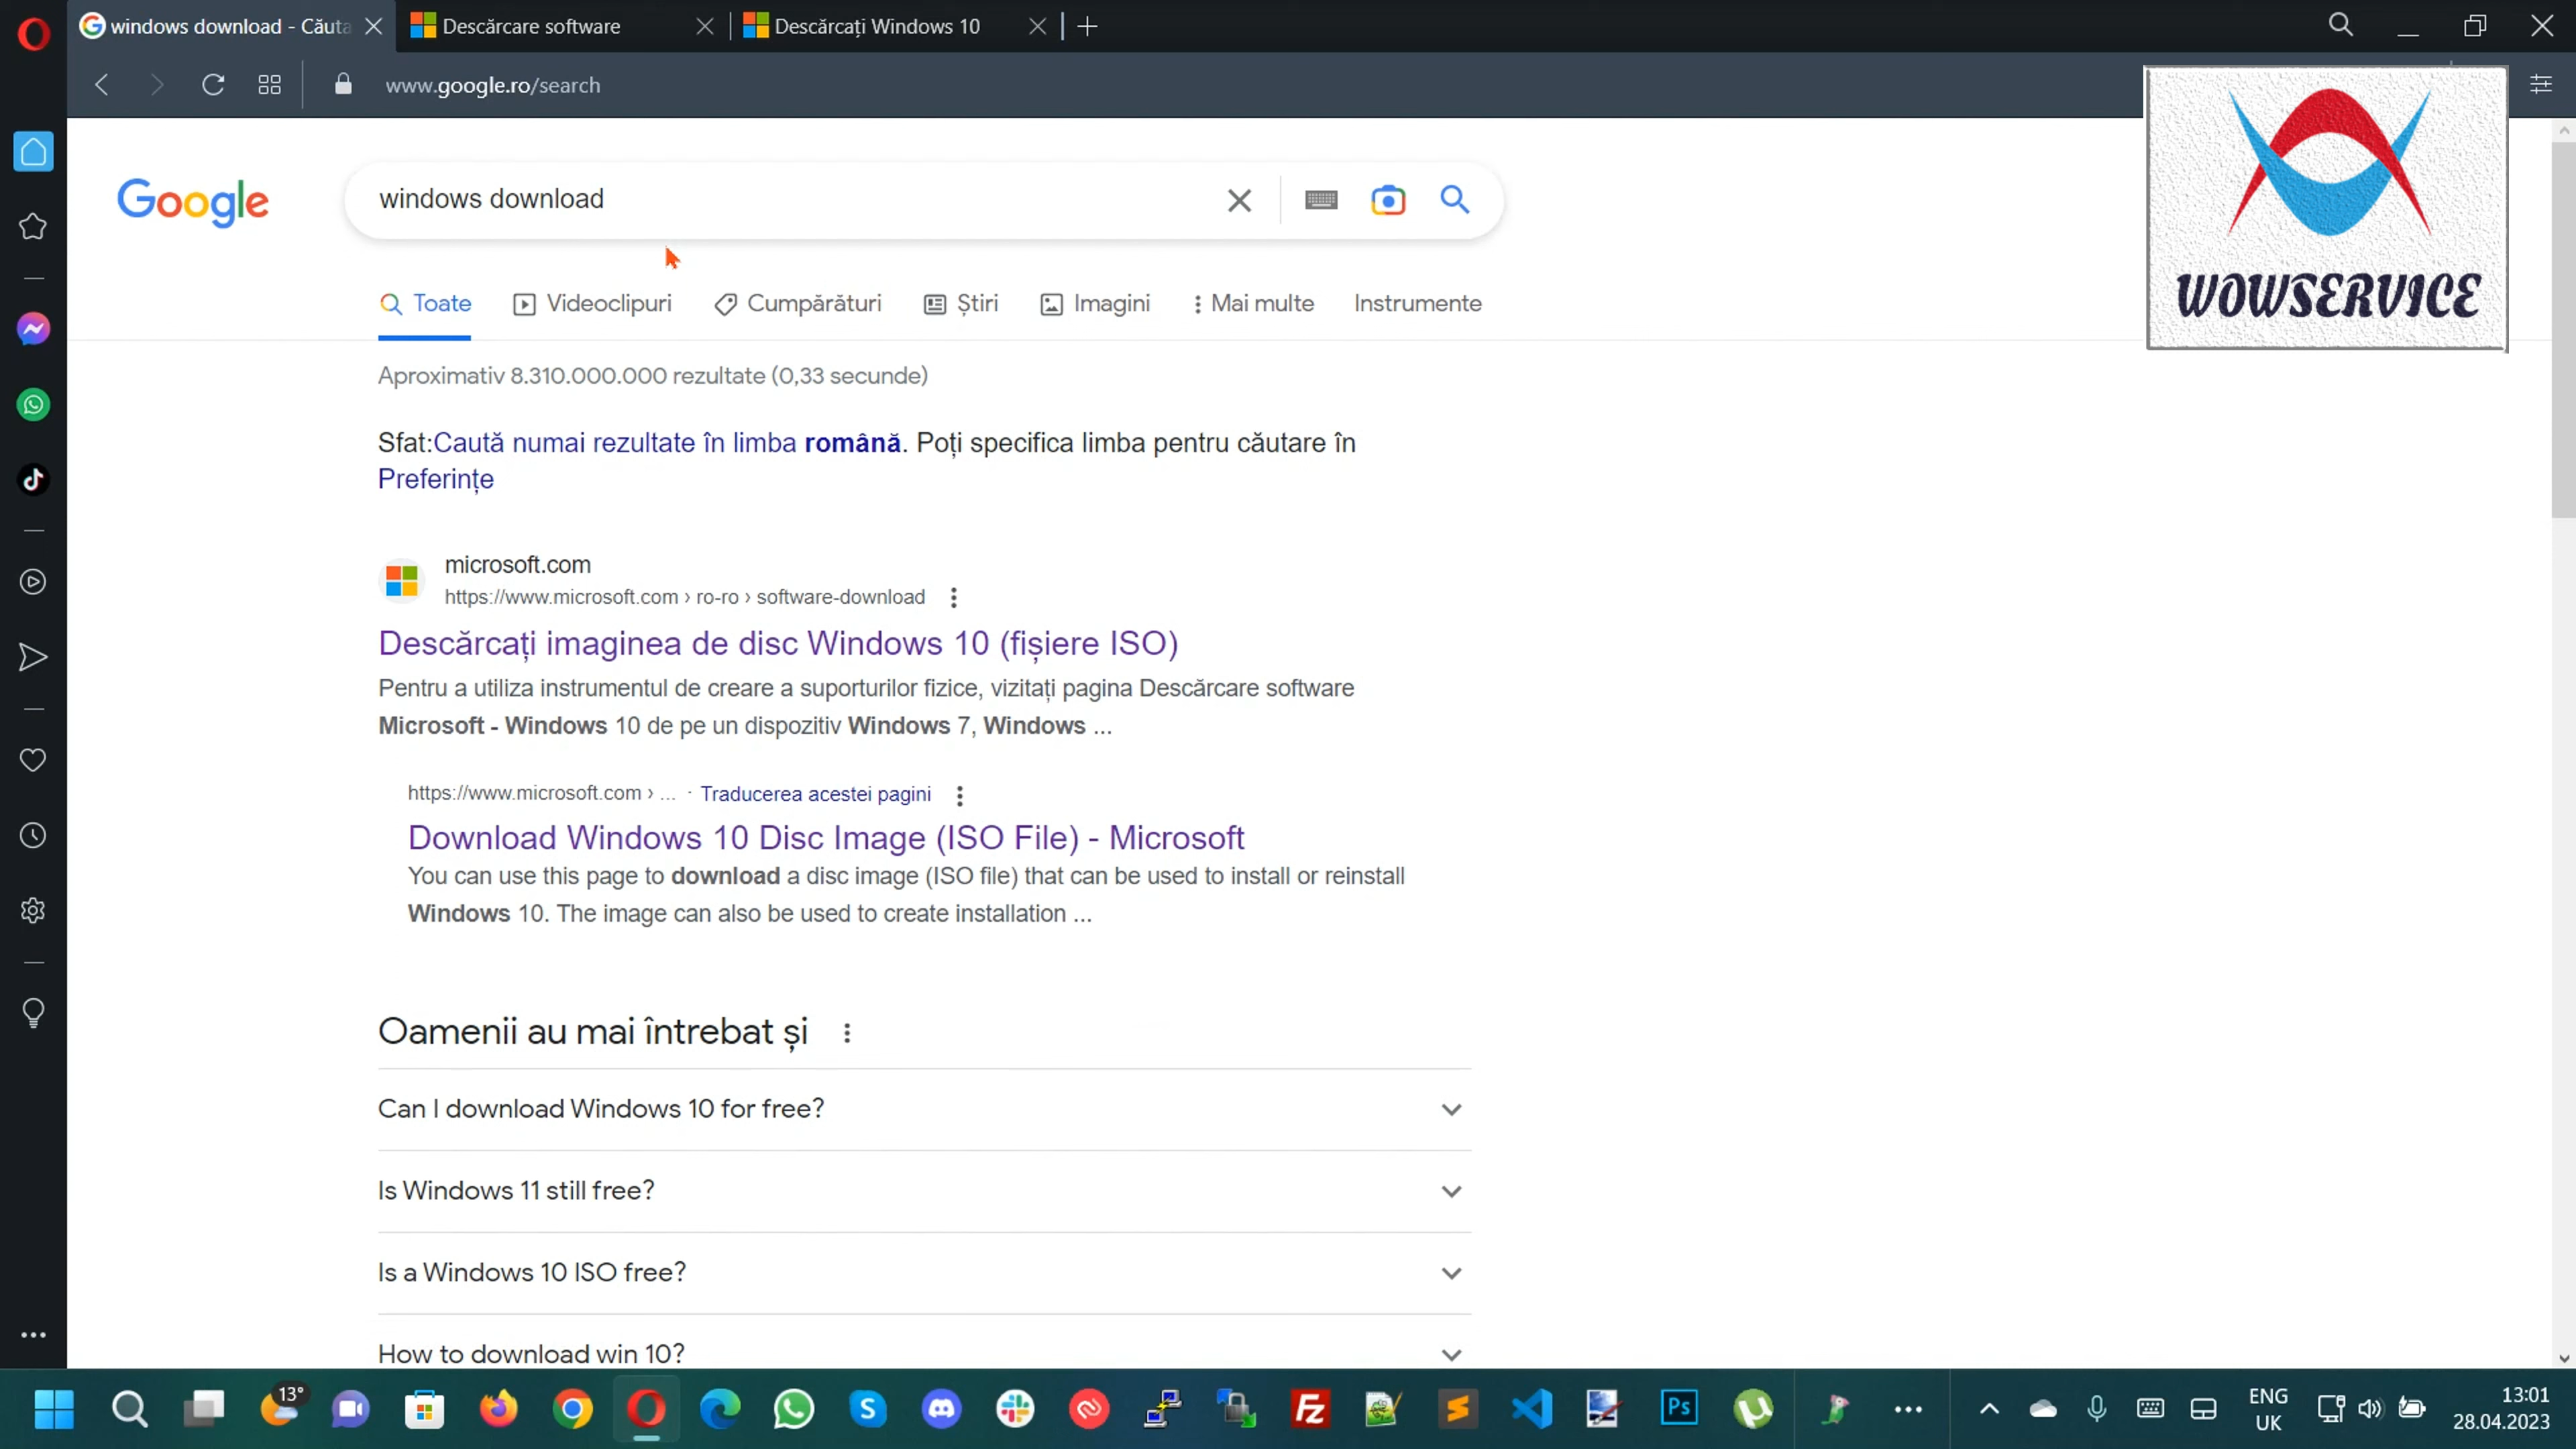 windows download - Căuta
Descărcare software
Descărcați Windows 10
www.google.ro/search
WOWSERVICE
Google
windows download
Toate
Videoclipuri
Cumpărături
Știri
Imagini
Mai multe
Instrumente
Aproximativ 8.310.000.000 rezultate (0,33 secunde)
Sfat:Caută numai rezultate în limba română. Poți specifica limba pentru căutare în
Preferințe
microsoft.com
https://www.microsoft.com › ro-ro › software-download
Descărcați imaginea de disc Windows 10 (fișiere ISO)
Pentru a utiliza instrumentul de creare a suporturilor fizice, vizitați pagina Descărcare software
Microsoft - Windows 10 de pe un dispozitiv Windows 7, Windows ...
https://www.microsoft.com › ... · Traducerea acestei pagini
Download Windows 10 Disc Image (ISO File) - Microsoft
You can use this page to download a disc image (ISO file) that can be used to install or reinstall
Windows 10. The image can also be used to create installation ...
Oamenii au mai întrebat și
Can I download Windows 10 for free?
Is Windows 11 still free?
Is a Windows 10 ISO free?
How to download win 10?
13°
S
Fz
Ps
ENG
UK
13:01
28.04.2023